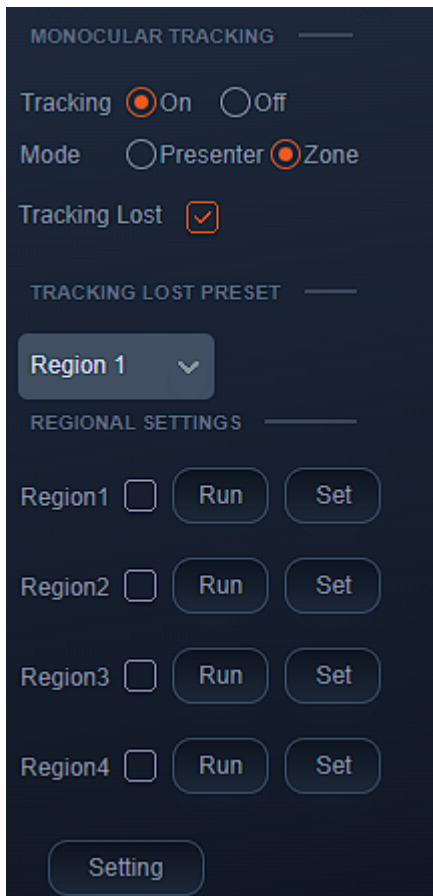 MONOCULAR TRACKING
Tracking On Off
Mode Presenter Zone
Tracking Lost
TRACKING LOST PRESET
Region 1
REGIONAL SETTINGS
Region1 Run Set
Region2 Run Set
Region3 Run Set
Region4 Run Set
Setting